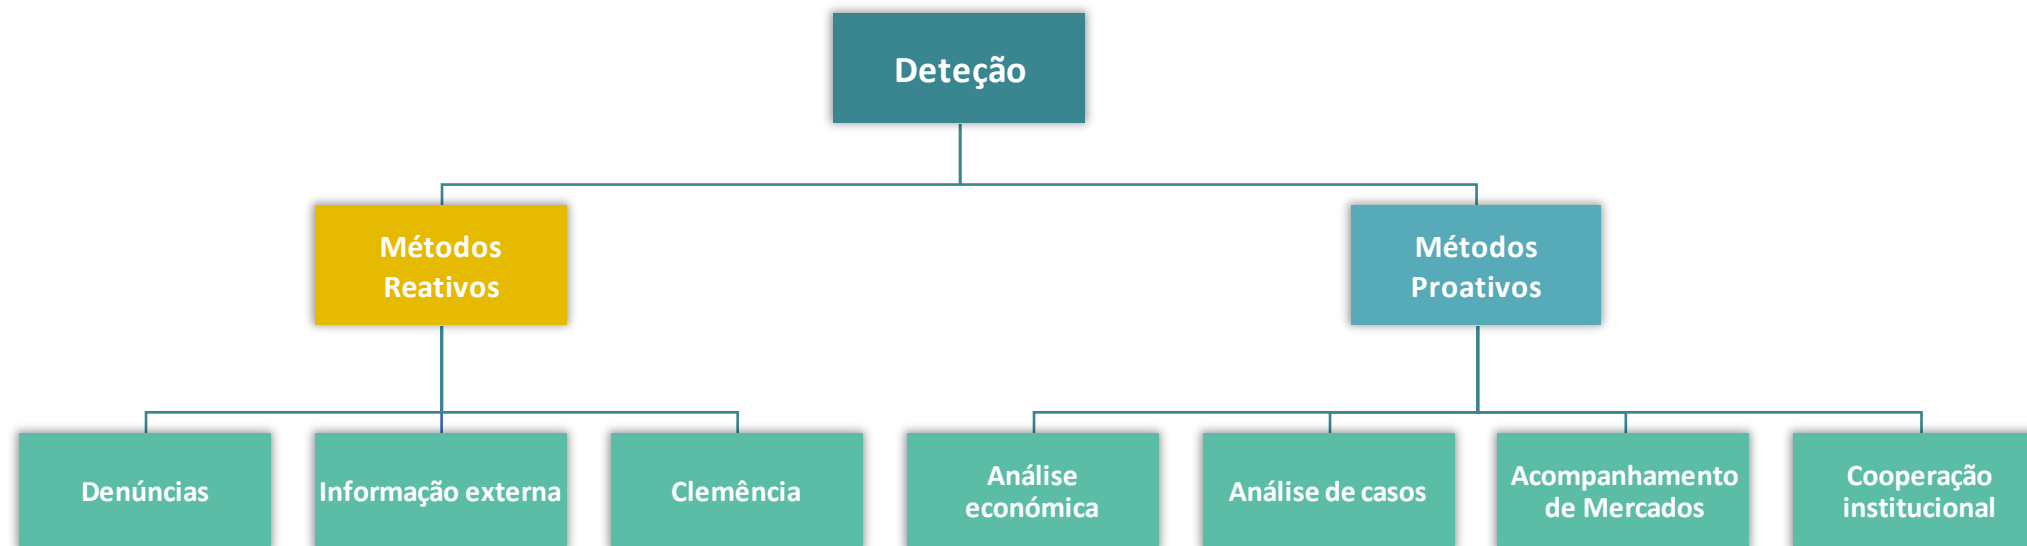 Deteção
Métodos
Reativos
Métodos
Proativos
Denúncias
Informação externa
Clemência
Análise
económica
Análise de casos
Acompanhamento
de Mercados
Cooperação
institucional